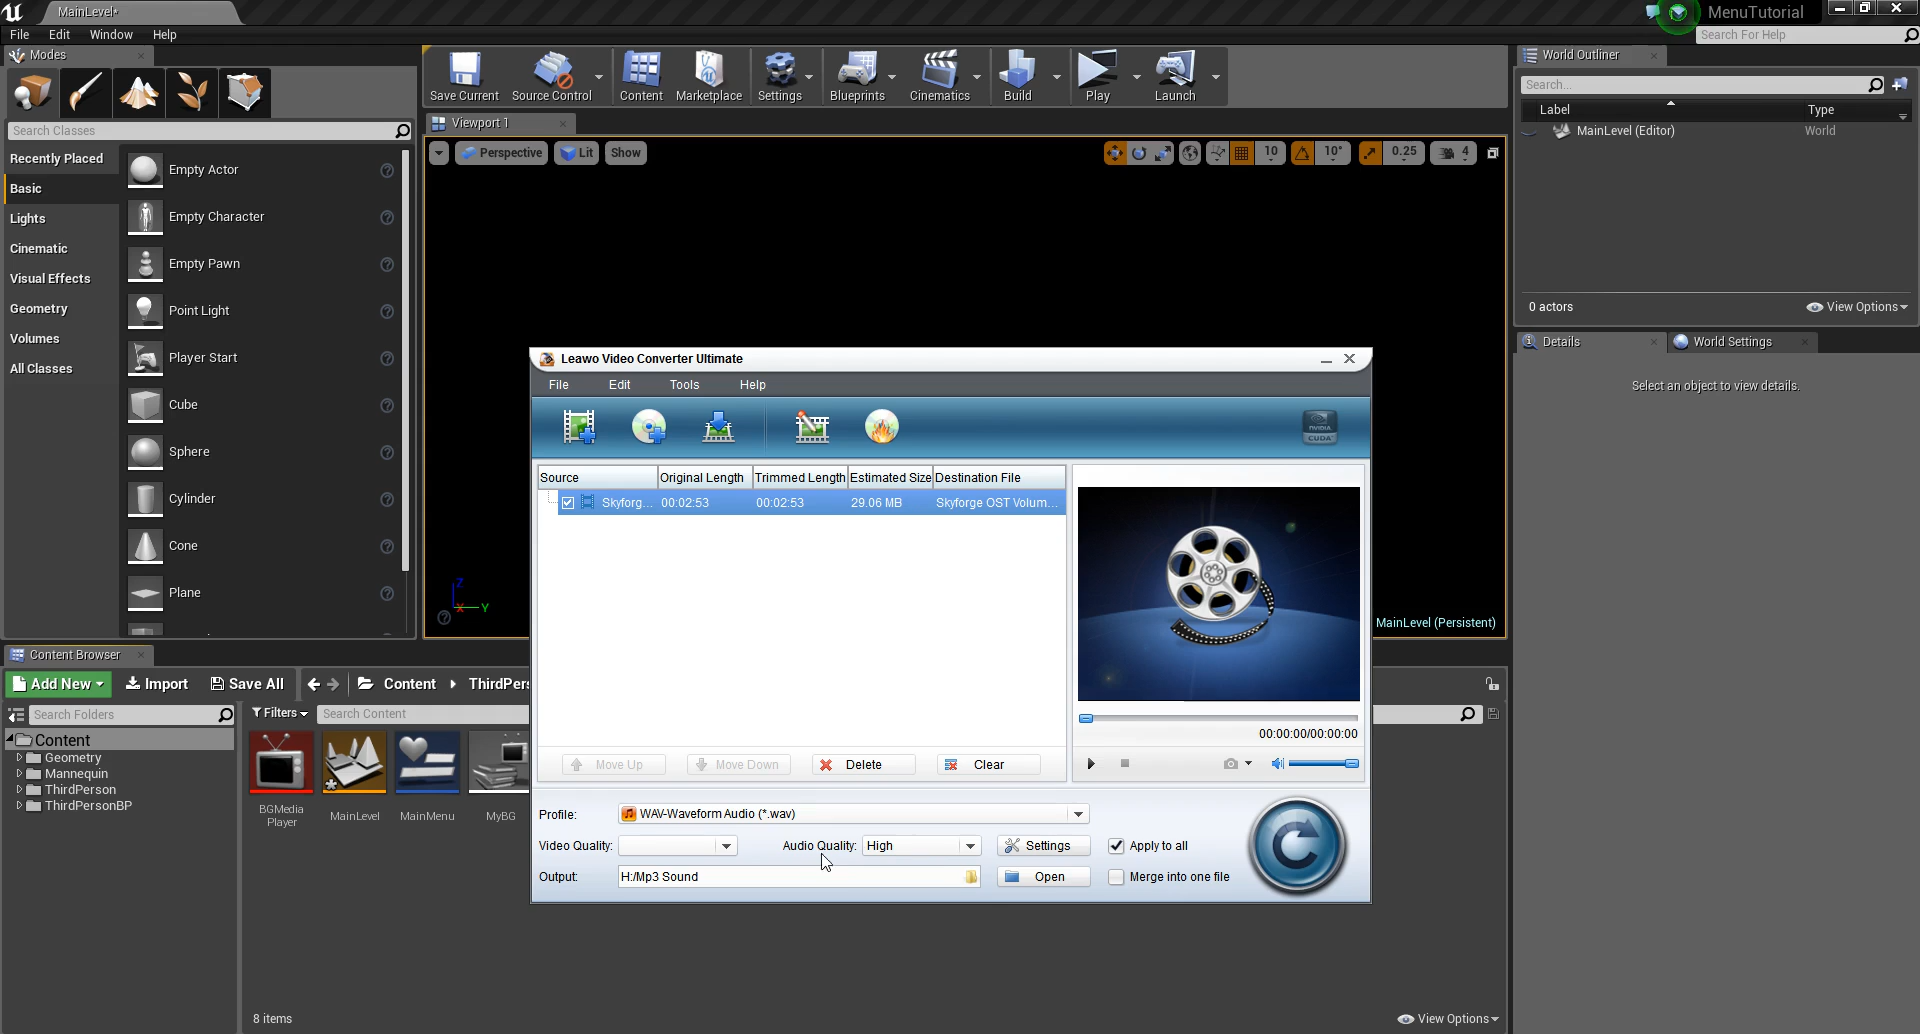 MainLevel*
MenuTutorial
File Edit Window Help
Search For Help
Modes
Save Current Source Control Content Marketplace Settings Blueprints Cinematics Build Play Launch
World Outliner
Search...
Label Type
MainLevel (Editor) World
0 actors
View Options
Details World Settings
Select an object to view details.
Search Classes
Recently Placed
Basic
Lights
Cinematic
Visual Effects
Geometry
Volumes
All Classes
Empty Actor
Empty Character
Empty Pawn
Point Light
Player Start
Cube
Sphere
Cylinder
Cone
Plane
Viewport 1
Perspective Lit Show
10 10° 0.25 4
Z
X Y
MainLevel (Persistent)
Leawo Video Converter Ultimate
File Edit Tools Help
NVIDIA
CUDA
Source Original Length Trimmed Length Estimated Size Destination File
Skyforg... 00:02:53 00:02:53 29.06 MB Skyforge OST Volum...
00:00:00/00:00:00
Move Up Move Down Delete Clear
Profile: WAV-Waveform Audio (*.wav)
Video Quality: Audio Quality: High Settings Apply to all
Output: H:/Mp3 Sound Open Merge into one file
Content Browser
Add New Import Save All Content ThirdPers
Search Folders
Filters Search Content
Content
Geometry
Mannequin
ThirdPerson
ThirdPersonBP
BGMedia
Player
MainLevel
MainMenu
MyBG
8 items
View Options